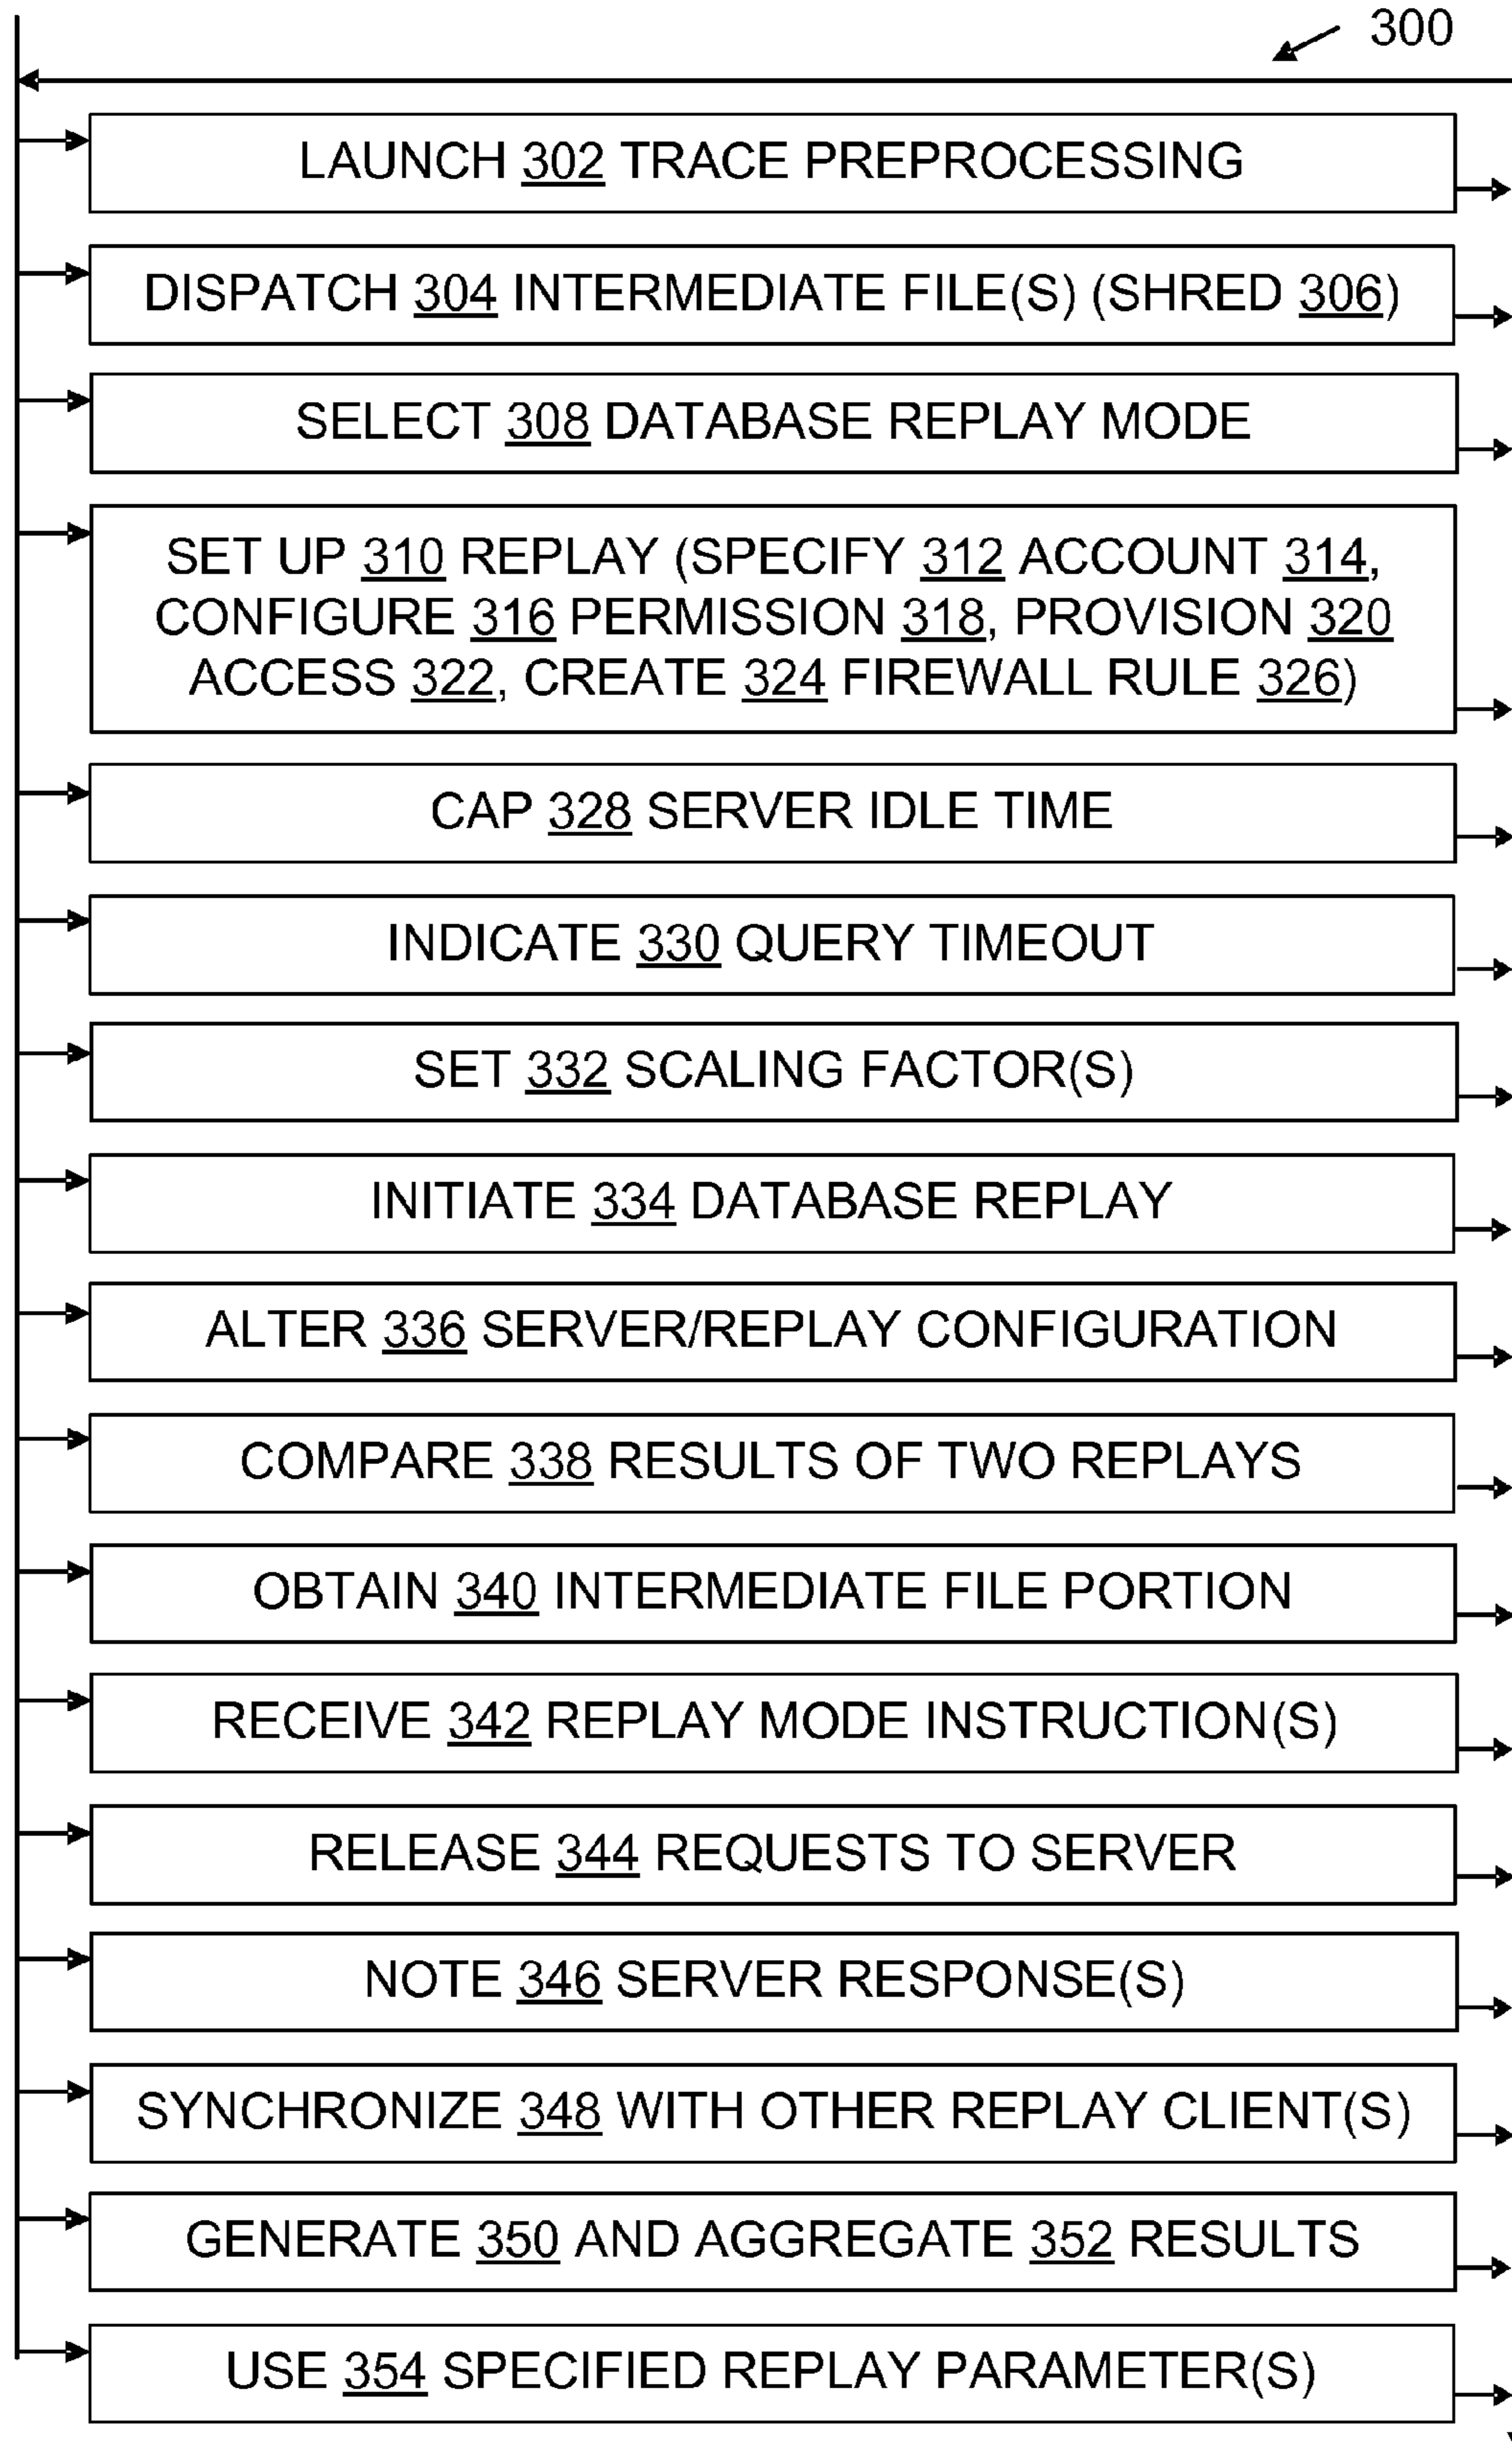 300
LAUNCH 302 TRACE PREPROCESSING
DISPATCH 304 INTERMEDIATE FILE(S) (SHRED 306)
SELECT 308 DATABASE REPLAY MODE
SET UP 310 REPLAY (SPECIFY 312 ACCOUNT 314,
CONFIGURE 316 PERMISSION 318, PROVISION 320
ACCESS 322, CREATE 324 FIREWALL RULE 326)
CAP 328 SERVER IDLE TIME
INDICATE 330 QUERY TIMEOUT
SET 332 SCALING FACTOR(S)
INITIATE 334 DATABASE REPLAY
ALTER 336 SERVER/REPLAY CONFIGURATION
COMPARE 338 RESULTS OF TWO REPLAYS
OBTAIN 340 INTERMEDIATE FILE PORTION
RECEIVE 342 REPLAY MODE INSTRUCTION(S)
RELEASE 344 REQUESTS TO SERVER
NOTE 346 SERVER RESPONSE(S)
SYNCHRONIZE 348 WITH OTHER REPLAY CLIENT(S)
GENERATE 350 AND AGGREGATE 352 RESULTS
USE 354 SPECIFIED REPLAY PARAMETER(S)